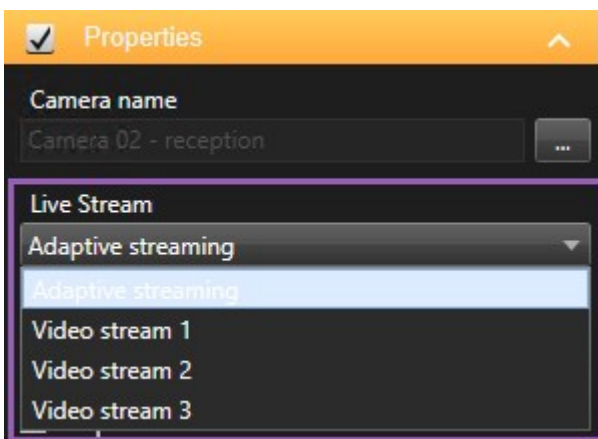 Properties
Camera name
Camera 02 - reception
...
Live Stream
Adaptive streaming
Adaptive streaming
Video stream 1
Video stream 2
Video stream 3